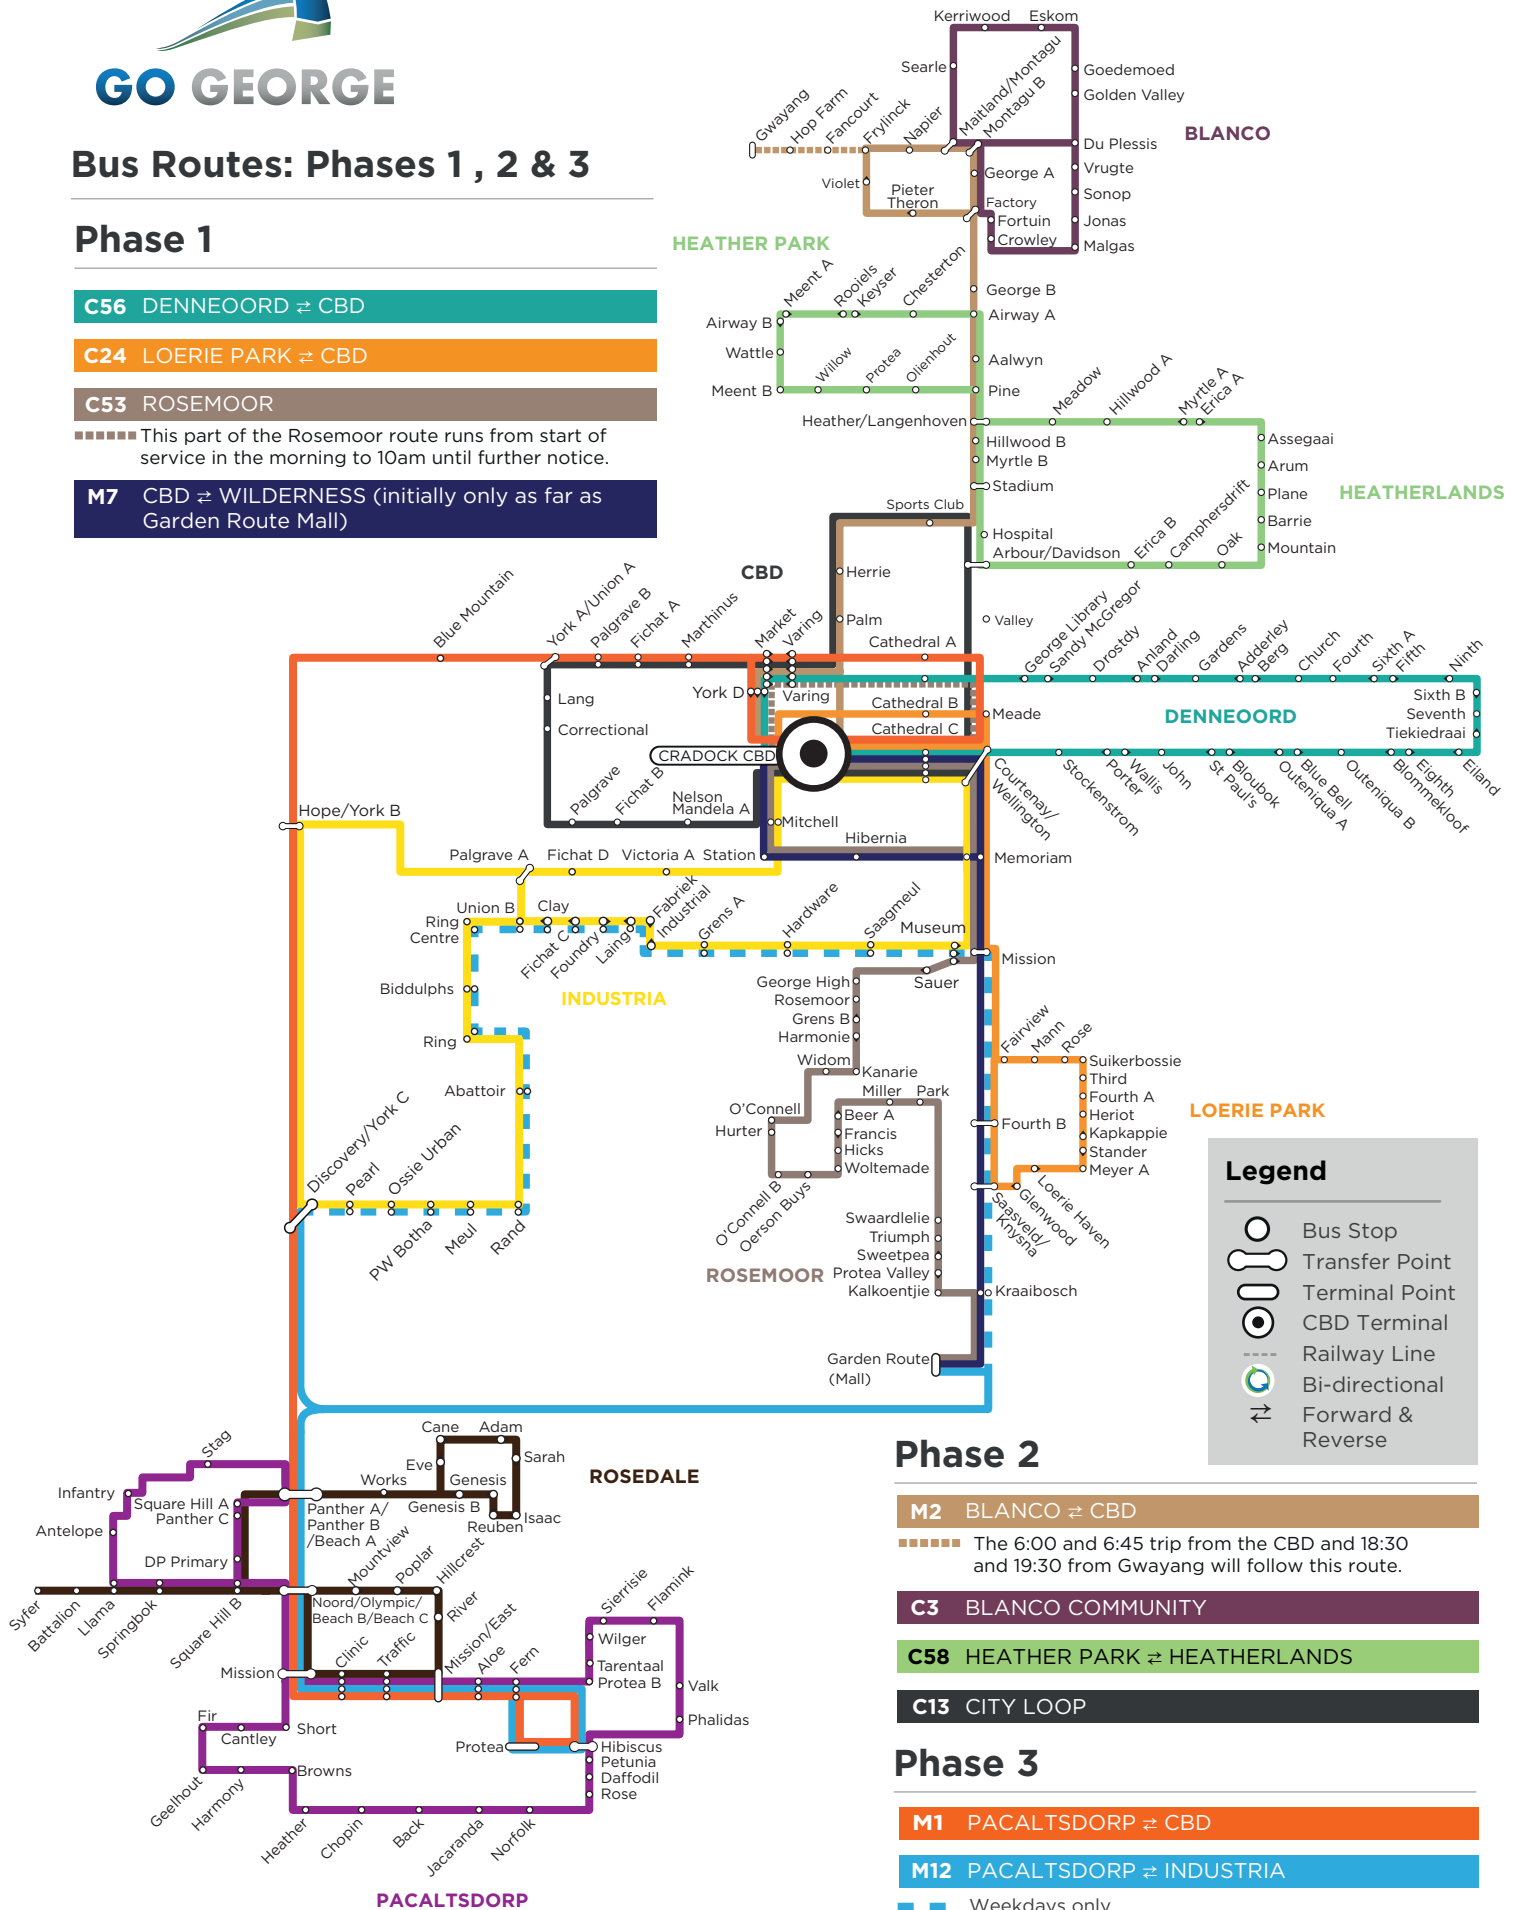 GO GEORGE
Bus Routes: Phases 1 , 2 & 3
Phase 1
C56 DENNEOORD ⇄ CBD
C24 LOERIE PARK ⇄ CBD
C53 ROSEMOOR
This part of the Rosemoor route runs from start of
service in the morning to 10am until further notice.
M7 CBD ⇄ WILDERNESS (initially only as far as
Garden Route Mall)
Kerriwood
Eskom
Searle
Maitland/Montagu
Montagu B
Goedemoed
Golden Valley
BLANCO
Gwayang
Hop Farm
Fancourt
Frylinck
Napier
Du Plessis
Vrugte
Sonop
Jonas
Malgas
George A
Violet
Pieter
Theron
Factory
Fortuin
Crowley
HEATHER PARK
Meent A
Rooiels
Keyser
Chesterton
George B
Airway B
Airway A
Wattle
Willow
Protea
Olienhout
Aalwyn
Meent B
Pine
Heather/Langenhoven
Meadow
Hillwood A
Myrtle A
Erica A
Hillwood B
Myrtle B
Stadium
Assegaai
Arum
Plane
Barrie
Mountain
HEATHERLANDS
Sports Club
Hospital
Arbour/Davidson
Erica B
Camphersdrift
Oak
CBD
Herrie
Palm
Valley
Blue Mountain
York A/Union A
Palgrave B
Fichat A
Marthinus
Market
Varing
Cathedral A
George Library
Sandy McGregor
Drostdy
Anland
Darling
Gardens
Adderley
Berg
Church
Fourth
Sixth A
Fifth
Ninth
Lang
Correctional
York D
Varing
Cathedral B
Cathedral C
Meade
DENNEOORD
Sixth B
Seventh
Tiekiedraai
CRADOCK CBD
Palgrave
Fichat B
Nelson
Mandela A
Mitchell
Courtenay/
Wellington
Stockenstrom
Porter
Wallis
John
St Paul's
Bloubok
Outeniqua A
Blue Bell
Outeniqua B
Blommekloof
Eighth
Eiland
Hope/York B
Hibernia
Palgrave A
Fichat D
Victoria A
Station
Memoriam
Union B
Clay
Ring
Centre
Fichat C
Foundry
Laing
Fabriek
Industrial
Grens A
Hardware
Saagmeul
Museum
Mission
Biddulphs
INDUSTRIA
George High
Sauer
Rosemoor
Grens B
Harmonie
Ring
Widom
Kanarie
Fairview
Mann
Rose
Suikerbossie
Third
Fourth A
Heriot
Kapkappie
Stander
Meyer A
Abattoir
O'Connell
Hurter
Miller
Park
Beer A
Francis
Hicks
Woltemade
Fourth B
LOERIE PARK
Discovery/York C
Pearl
Ossie Urban
PW Botha
Meul
Rand
O'Connell B
Oerson Buys
Saasveld/
Knysna
Glenwood
Loerie Haven
Swaardlelie
Triumph
Sweetpea
Protea Valley
Kalkoentjie
ROSEMOOR
Kraaibosch
Garden Route
(Mall)
Legend
Bus Stop
Transfer Point
Terminal Point
CBD Terminal
Railway Line
Bi-directional
Forward &
Reverse
Stag
Cane
Adam
Eve
Sarah
ROSEDALE
Infantry
Square Hill A
Panther C
Works
Genesis
Genesis B
Reuben
Isaac
Antelope
Panther A/
Panther B
/Beach A
DP Primary
Mountview
Poplar
Hillcrest
Syfer
Battalion
Llama
Springbok
Square Hill B
Noord/Olympic/
Beach B/Beach C
River
Clinic
Traffic
Mission/East
Aloe
Fern
Sierrisie
Flamink
Wilger
Tarentaal
Protea B
Valk
Mission
Phalidas
Fir
Cantley
Short
Protea
Hibiscus
Petunia
Daffodil
Rose
Geelhout
Harmony
Browns
Heather
Chopin
Back
Jacaranda
Norfolk
PACALTSDORP
Phase 2
M2 BLANCO ⇄ CBD
The 6:00 and 6:45 trip from the CBD and 18:30
and 19:30 from Gwayang will follow this route.
C3 BLANCO COMMUNITY
C58 HEATHER PARK ⇄ HEATHERLANDS
C13 CITY LOOP
Phase 3
M1 PACALTSDORP ⇄ CBD
M12 PACALTSDORP ⇄ INDUSTRIA
Weekdays only